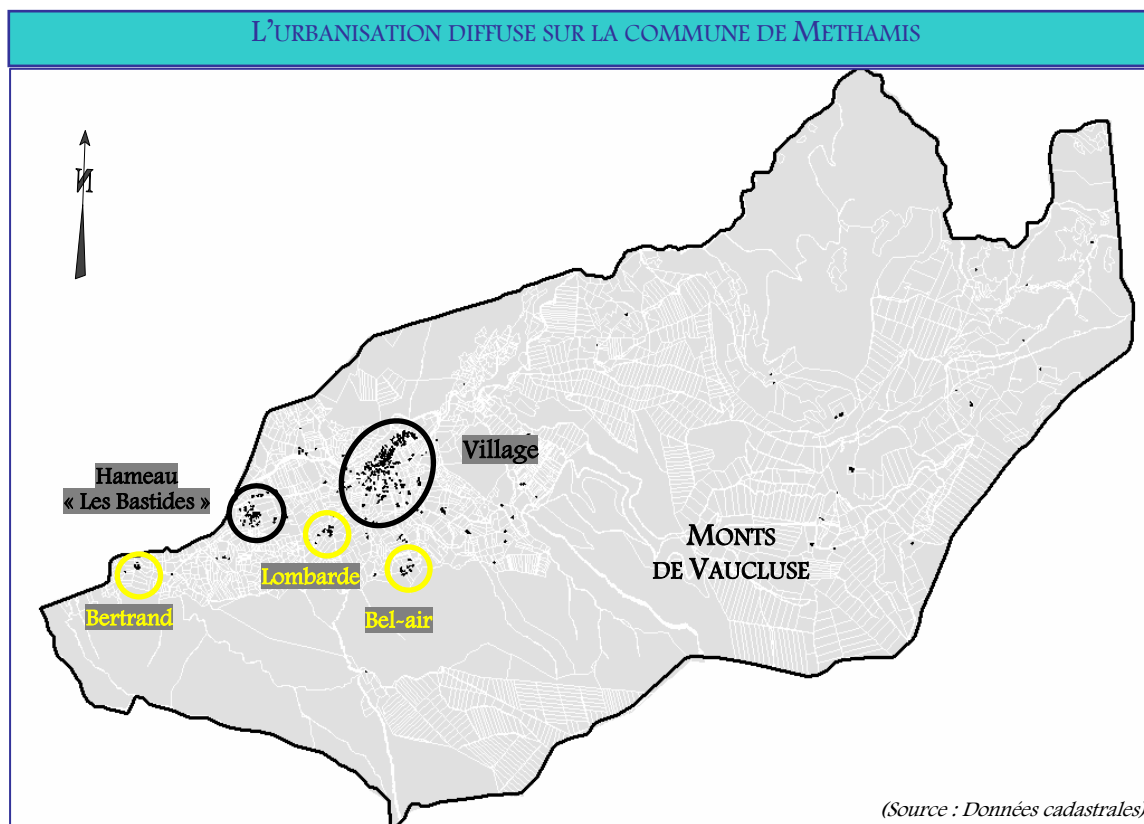 L'URBANISATION DIFFUSE SUR LA COMMUNE DE METHAMIS
N
Village
Hameau
« Les Bastides »
MONTS
DE VAUCLUSE
Lombarde
Bertrand
Bel-air
(Source : Données cadastrales)